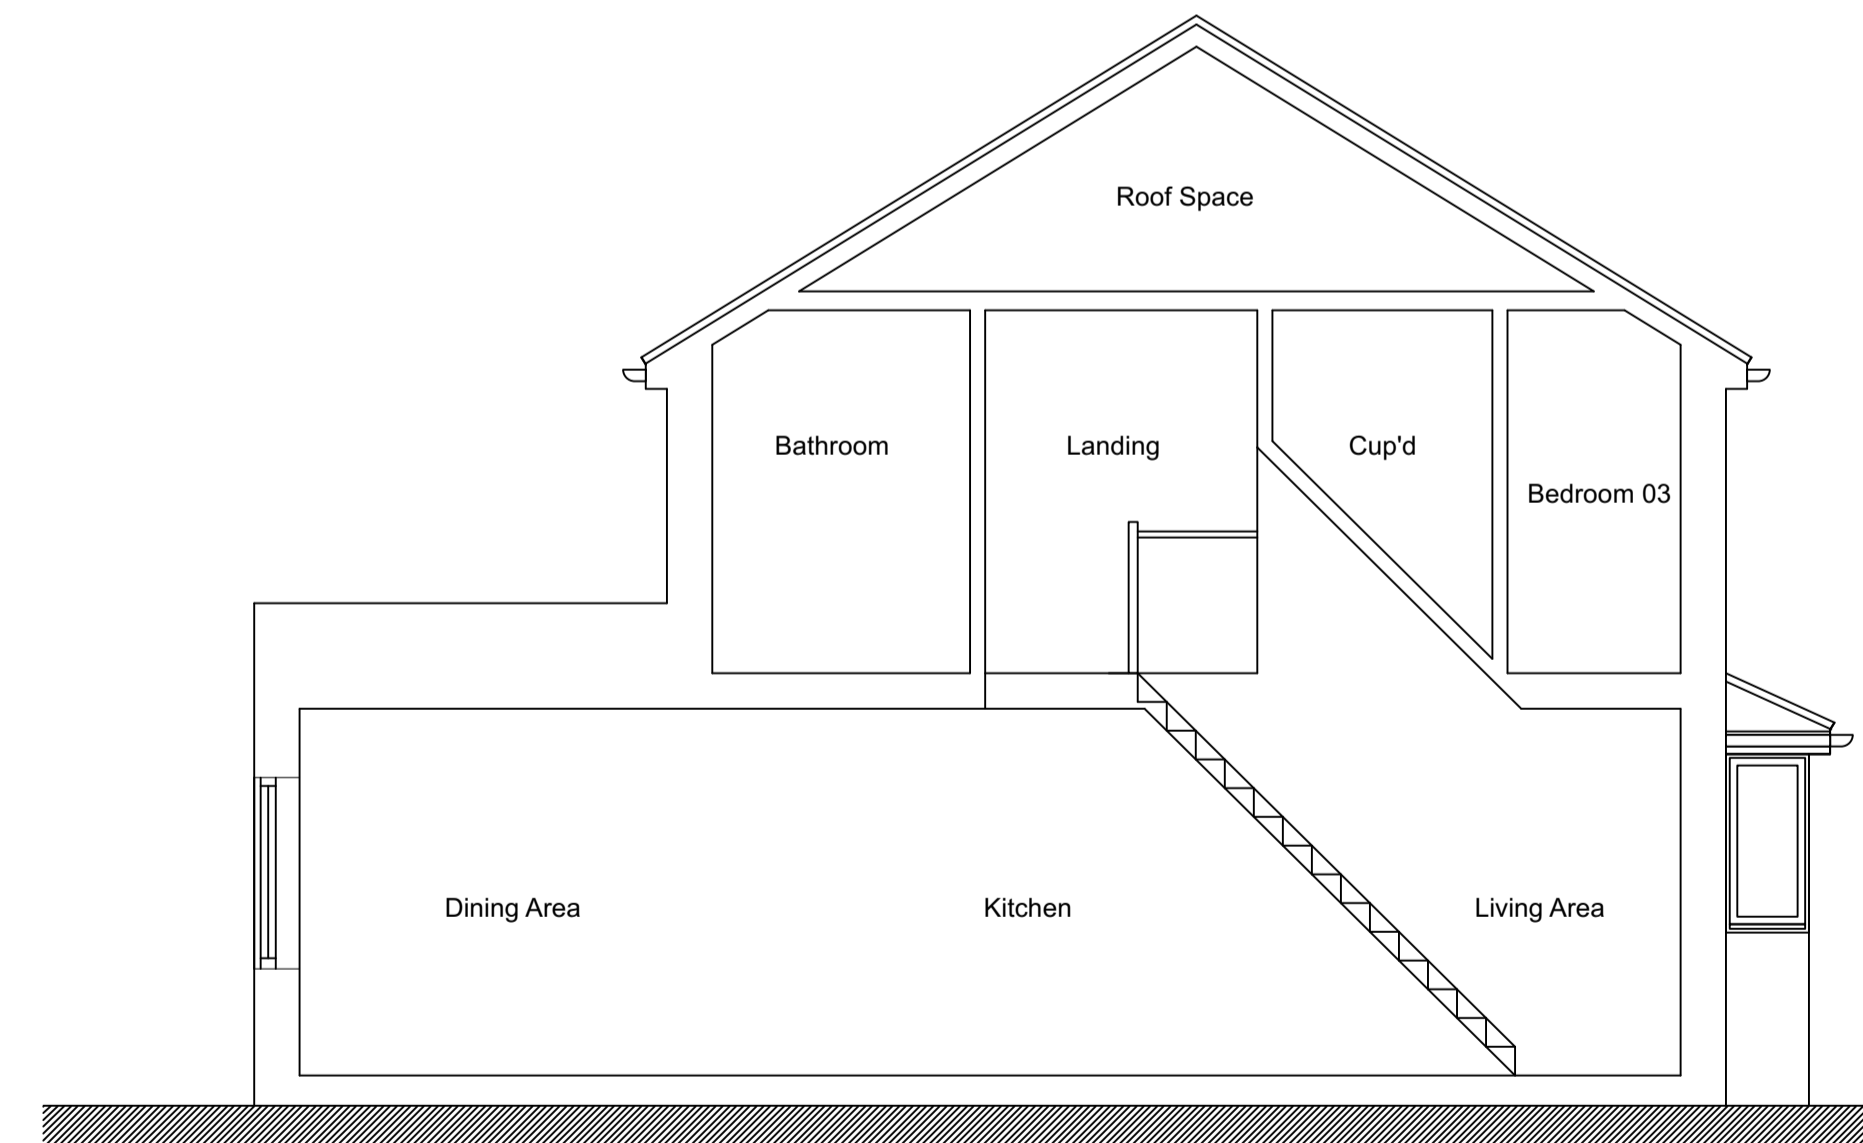 Roof Space
Bathroom
Landing
Cup'd
Bedroom 03
Dining Area
Kitchen
Living Area